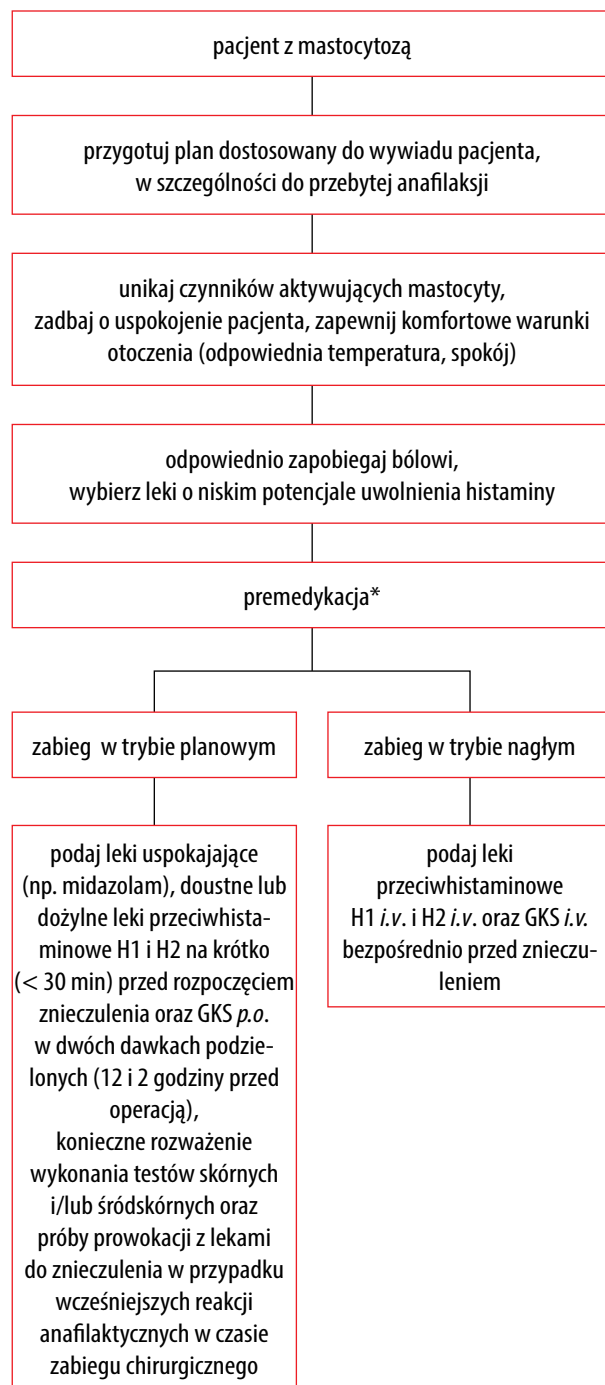 pacjent z mastocytozą
przygotuj plan dostosowany do wywiadu pacjenta,
w szczególności do przebytej anafilaksji
unikaj czynników aktywujących mastocyty,
zadbaj o uspokojenie pacjenta, zapewnij komfortowe warunki
otoczenia (odpowiednia temperatura, spokój)
odpowiednio zapobiegaj bólowi,
wybierz leki o niskim potencjale uwolnienia histaminy
premedykacja*
zabieg w trybie planowym
podaj leki uspokajające
(np. midazolam), doustne lub
dożylne leki przeciwhista-
minowe H1 i H2 na krótko
(< 30 min) przed rozpoczęciem
znieczulenia oraz GKS p.o.
w dwóch dawkach podzie-
lonych (12 i 2 godziny przed
operacją),
konieczne rozważenie
wykonania testów skórnych
i/lub śródskórnych oraz
próby prowokacji z lekami
do znieczulenia w przypadku
wcześniejszych reakcji
anafilaktycznych w czasie
zabiegu chirurgicznego
zabieg w trybie nagłym
podaj leki
przeciwhistaminowe
H1 i.v. i H2 i.v. oraz GKS i.v.
bezpośrednio przed znieczu-
leniem